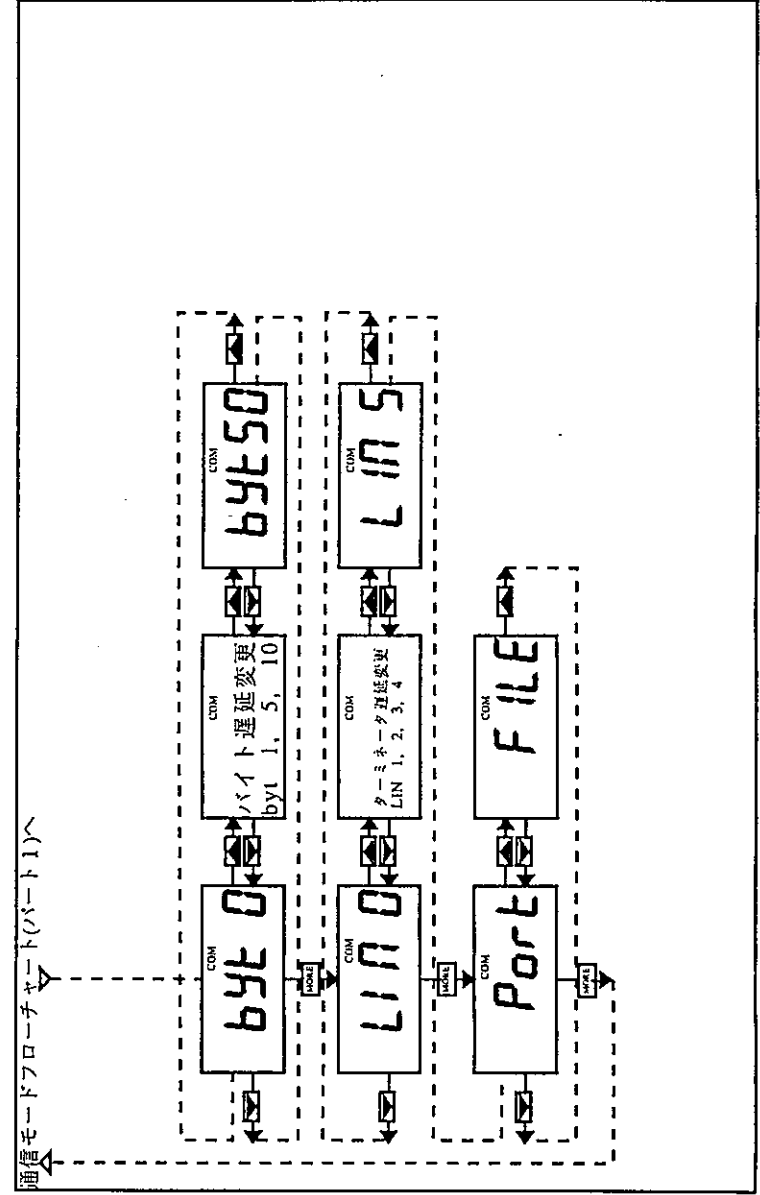 通信モードフローチャート(パート1)へ
COM
byt 0
COM
バイト遅延変更
byt 1, 5, 10
COM
byt50
MORE
COM
LIN 0
COM
ターミネータ遅延変更
LIN 1, 2, 3, 4
COM
LIN 5
MORE
COM
Port
COM
FILE
MORE